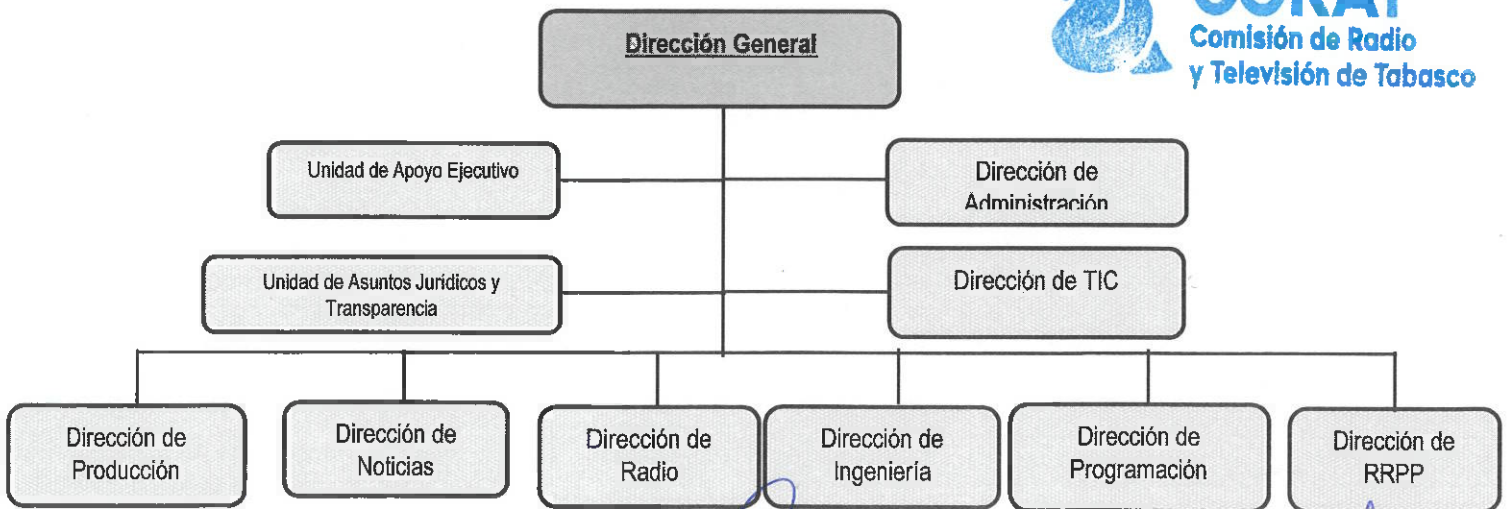 Dirección General
Comisión de Radio
y Televisión de Tabasco
Unidad de Apoyo Ejecutivo
Dirección de
Administración
Unidad de Asuntos Jurídicos y
Transparencia
Dirección de TIC
Dirección de
Producción
Dirección de
Noticias
Dirección de
Radio
Dirección de
Ingeniería
Dirección de
Programación
Dirección de
RRPP